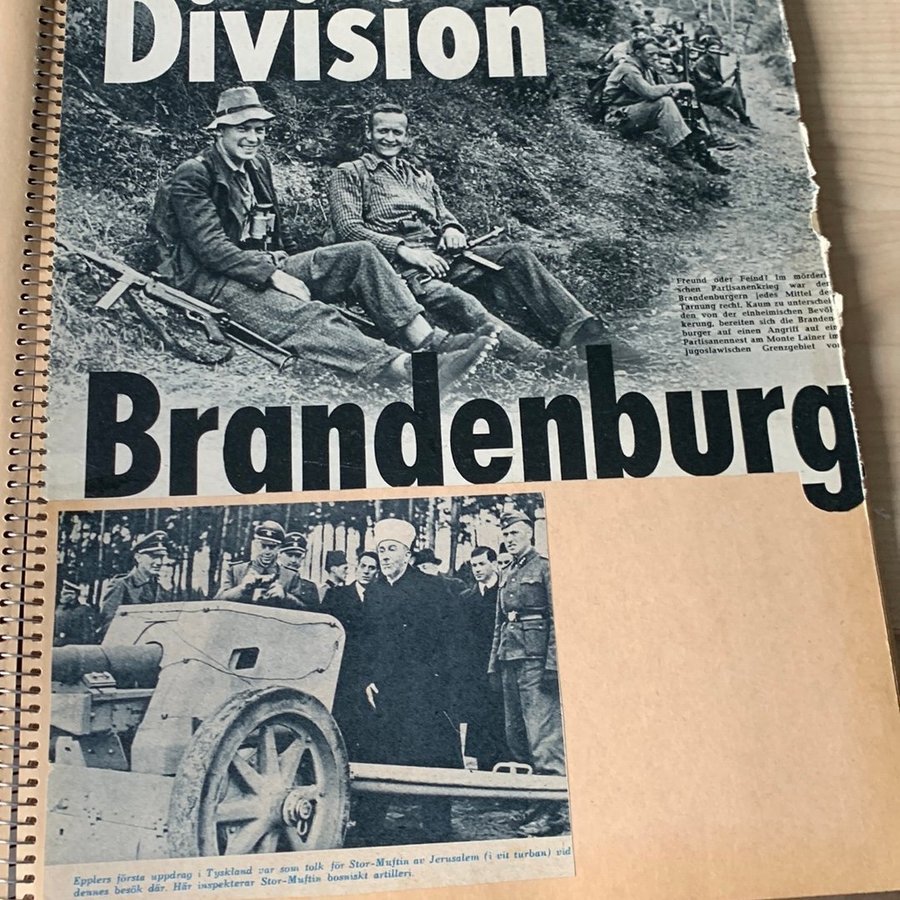 Division
Freund oder Feind? Im mörderi-
schen Partisanenkrieg war den
Brandenburgern jedes Mittel der
Tarnung recht. Kaum zu unterschei-
den von der einheimischen Bevöl-
kerung, bereiten sich die Branden-
burger auf einen Angriff auf ein
Partisanennest am Monte Lainer im
jugoslawischen Grenzgebiet vor
Brandenburg
Epplers första uppdrag i Tyskland var som tolk för Stor-Muftin av Jerusalem (i vit turban) vid
dennes besök där. Här inspekterar Stor-Muftin bosniskt artilleri.